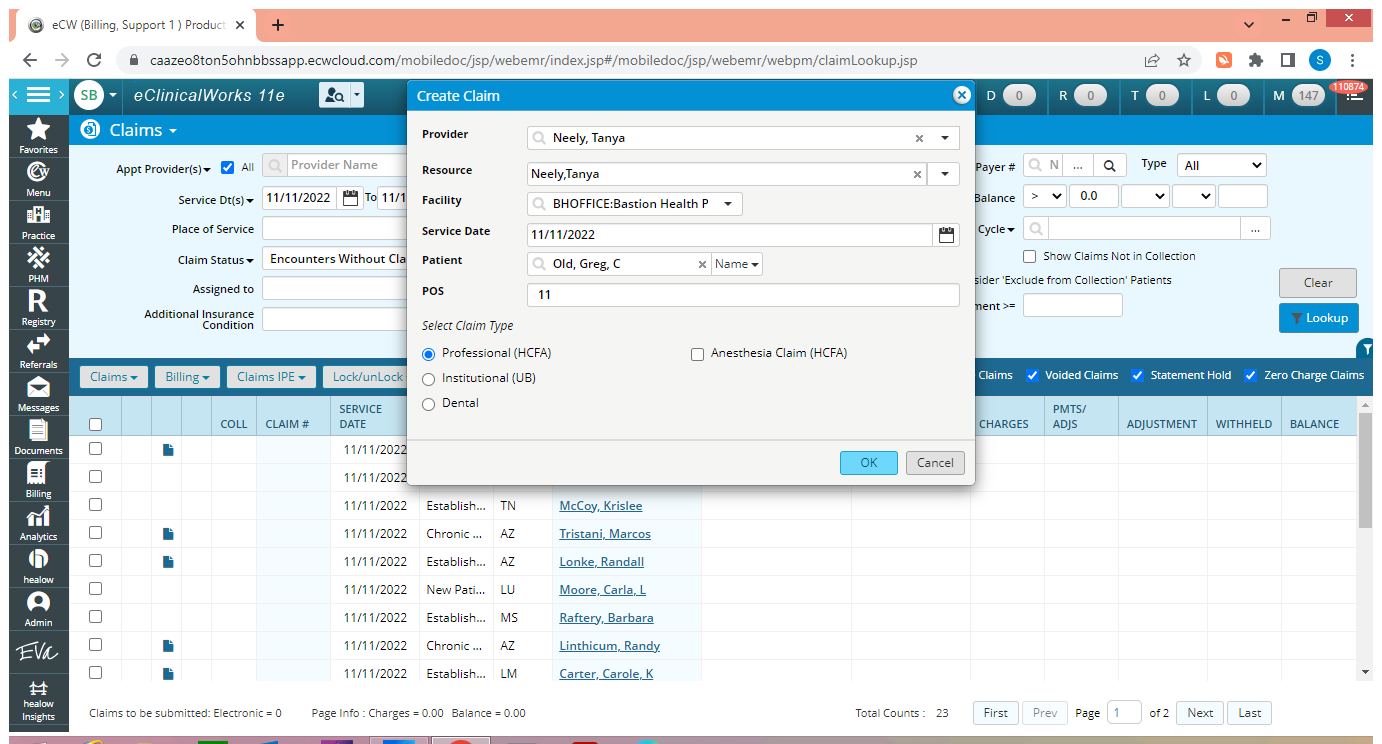 eCW (Billing, Support 1 ) Product
caazeo8ton5ohnbbssapp.ecwcloud.com/mobiledoc/jsp/webemr/index.jsp#/mobiledoc/jsp/webemr/webpm/claimLookup.jsp
S
SB eClinicalWorks 11e
D 0 R 0 T 0 L 0 M 147 110874
Favorites
Menu
Practice
PHM
R
Registry
Referrals
Messages
Documents
Billing
Analytics
healow
Admin
EVa
healow
Insights
Claims
Appt Provider(s) All Provider Name
Service Dt(s) 11/11/2022 To 11/1
Place of Service
Claim Status Encounters Without Cla
Assigned to
Additional Insurance
Condition
Create Claim
Provider Neely, Tanya
Resource Neely,Tanya
Facility BHOFFICE:Bastion Health P
Service Date 11/11/2022
Patient Old, Greg, C Name
POS 11
Select Claim Type
Professional (HCFA) Anesthesia Claim (HCFA)
Institutional (UB)
Dental
OK Cancel
Payer # N ... Type All
Balance > 0.0
Cycle ...
Show Claims Not in Collection
sider 'Exclude from Collection' Patients
ment >=
Clear
Lookup
Claims Billing Claims IPE Lock/unLock
Claims Voided Claims Statement Hold Zero Charge Claims
COLL CLAIM # SERVICE DATE CHARGES PMTS/ ADJS ADJUSTMENT WITHHELD BALANCE
11/11/2022
11/11/2022
11/11/2022 Establish... TN McCoy, Krislee
11/11/2022 Chronic ... AZ Tristani, Marcos
11/11/2022 Establish... AZ Lonke, Randall
11/11/2022 New Pati... LU Moore, Carla, L
11/11/2022 Establish... MS Raftery, Barbara
11/11/2022 Chronic ... AZ Linthicum, Randy
11/11/2022 Establish... LM Carter, Carole, K
Claims to be submitted: Electronic = 0 Page Info : Charges = 0.00 Balance = 0.00 Total Counts : 23 First Prev Page 1 of 2 Next Last